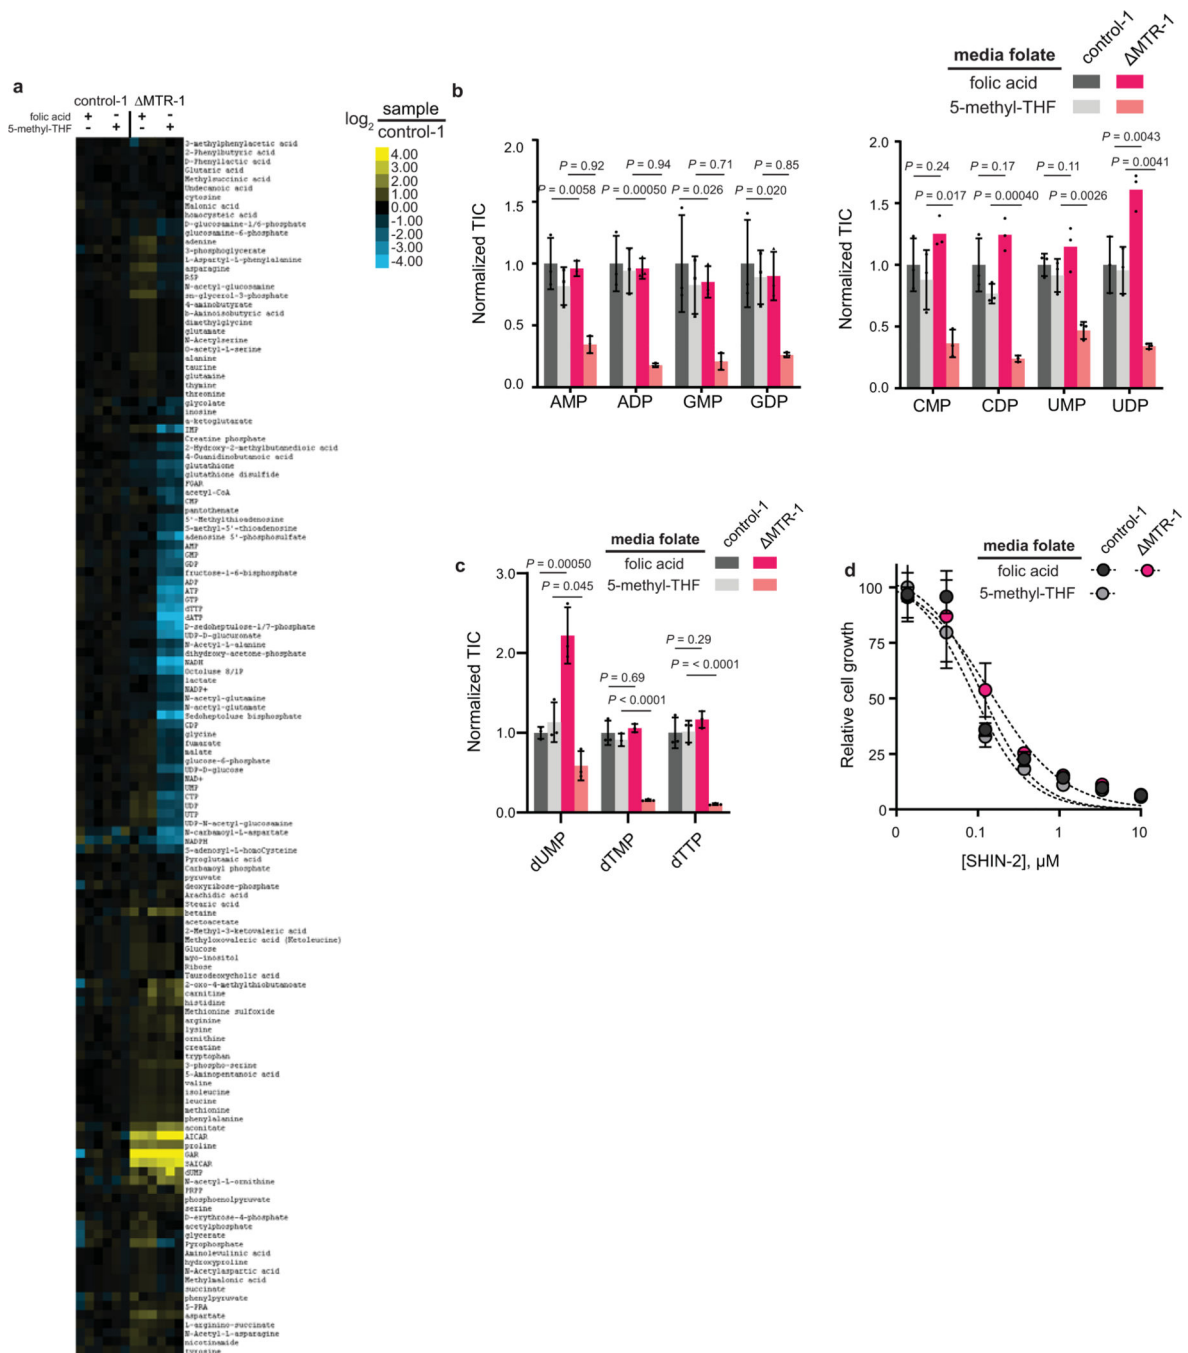 a
control-1 ΔMTR-1
folic acid + - + -
5-methyl-THF - + - +
log2 sample
control-1
4.00
2.00
1.00
0.00
-1.00
-2.00
-3.00
-4.00
3-methylphenylacetic acid
2-Phenylbutyric acid
D-Phenyllactic acid
Glutaric acid
Methylsuccinic acid
Undecanoic acid
cytosine
Malonic acid
homocysteic acid
D-glucosamine-1/6-phosphate
glucosamine-6-phosphate
adenine
3-phosphoglycerate
L-Aspartyl-L-phenylalanine
asparagine
R5P
N-acetyl-glucosamine
sn-glycerol-3-phosphate
4-aminobutyrate
b-Aminoisobutyric acid
dimethylglycine
glutamate
N-Acetylserine
O-acetyl-L-serine
alanine
taurine
glutamine
thymine
threonine
glycolate
inosine
a-ketoglutarate
IMP
Creatine phosphate
2-Hydroxy-2-methylbutanedioic acid
4-Guanidinobutanoic acid
glutathione
glutathione disulfide
FGAR
acetyl-CoA
CMP
pantothenate
5'-Methylthioadenosine
5-methyl-5'-thioadenosine
adenosine 5'-phosphosulfate
AMP
GMP
GDP
fructose-1-6-bisphosphate
ADP
ATP
GTP
dTTP
dATP
D-sedoheptulose-1/7-phosphate
UDP-D-glucuronate
N-Acetyl-L-alanine
dihydroxy-acetone-phosphate
NADH
Octoluse 8/1P
lactate
NADP+
N-acetyl-glutamine
N-acetyl-glutamate
Sedoheptoluse bisphosphate
CDP
glycine
fumarate
malate
glucose-6-phosphate
UDP-D-glucose
NAD+
UMP
CTP
UDP
UTP
UDP-N-acetyl-glucosamine
N-carbamoyl-L-aspartate
NADPH
S-adenosyl-L-homoCysteine
Pyroglutamic acid
Carbamoyl phosphate
pyruvate
deoxyribose-phosphate
Arachidic acid
Stearic acid
betaine
acetoacetate
2-Methyl-3-ketovaleric acid
Methyloxovaleric acid (Ketoleucine)
Glucose
myo-inositol
Ribose
Taurodeoxycholic acid
2-oxo-4-methylthiobutanoate
carnitine
histidine
Methionine sulfoxide
arginine
lysine
ornithine
creatine
tryptophan
3-phospho-serine
5-Aminopentanoic acid
valine
isoleucine
leucine
methionine
phenylalanine
aconitate
AICAR
proline
GAR
SAICAR
dUMP
N-acetyl-L-ornithine
PRPP
phosphoenolpyruvate
serine
D-erythrose-4-phosphate
acetylphosphate
glycerate
Pyrophosphate
Aminolevulinic acid
hydroxyproline
N-Acetylaspartic acid
Methylmalonic acid
succinate
phenylpyruvate
5-PRA
aspartate
L-arginino-succinate
N-Acetyl-L-asparagine
nicotinamide
tyrosine
b
media folate control-1 ΔMTR-1
folic acid
5-methyl-THF
Normalized TIC
2.0
1.5
1.0
0.5
0.0
P = 0.92 P = 0.94 P = 0.71 P = 0.85
P = 0.0058 P = 0.00050 P = 0.026 P = 0.020
AMP ADP GMP GDP
Normalized TIC
2.0
1.5
1.0
0.5
0.0
P = 0.0043
P = 0.24 P = 0.17 P = 0.11 P = 0.0041
P = 0.017 P = 0.00040 P = 0.0026
CMP CDP UMP UDP
c
media folate control-1 ΔMTR-1
folic acid
5-methyl-THF
Normalized TIC
3.0
2.0
1.0
0.0
P = 0.00050
P = 0.045
P = 0.69
P < 0.0001
P = 0.29
P = < 0.0001
dUMP dTMP dTTP
d
media folate control-1 ΔMTR-1
folic acid
5-methyl-THF
Relative cell growth
100
75
50
25
0
0 0.1 1 10
[SHIN-2], µM